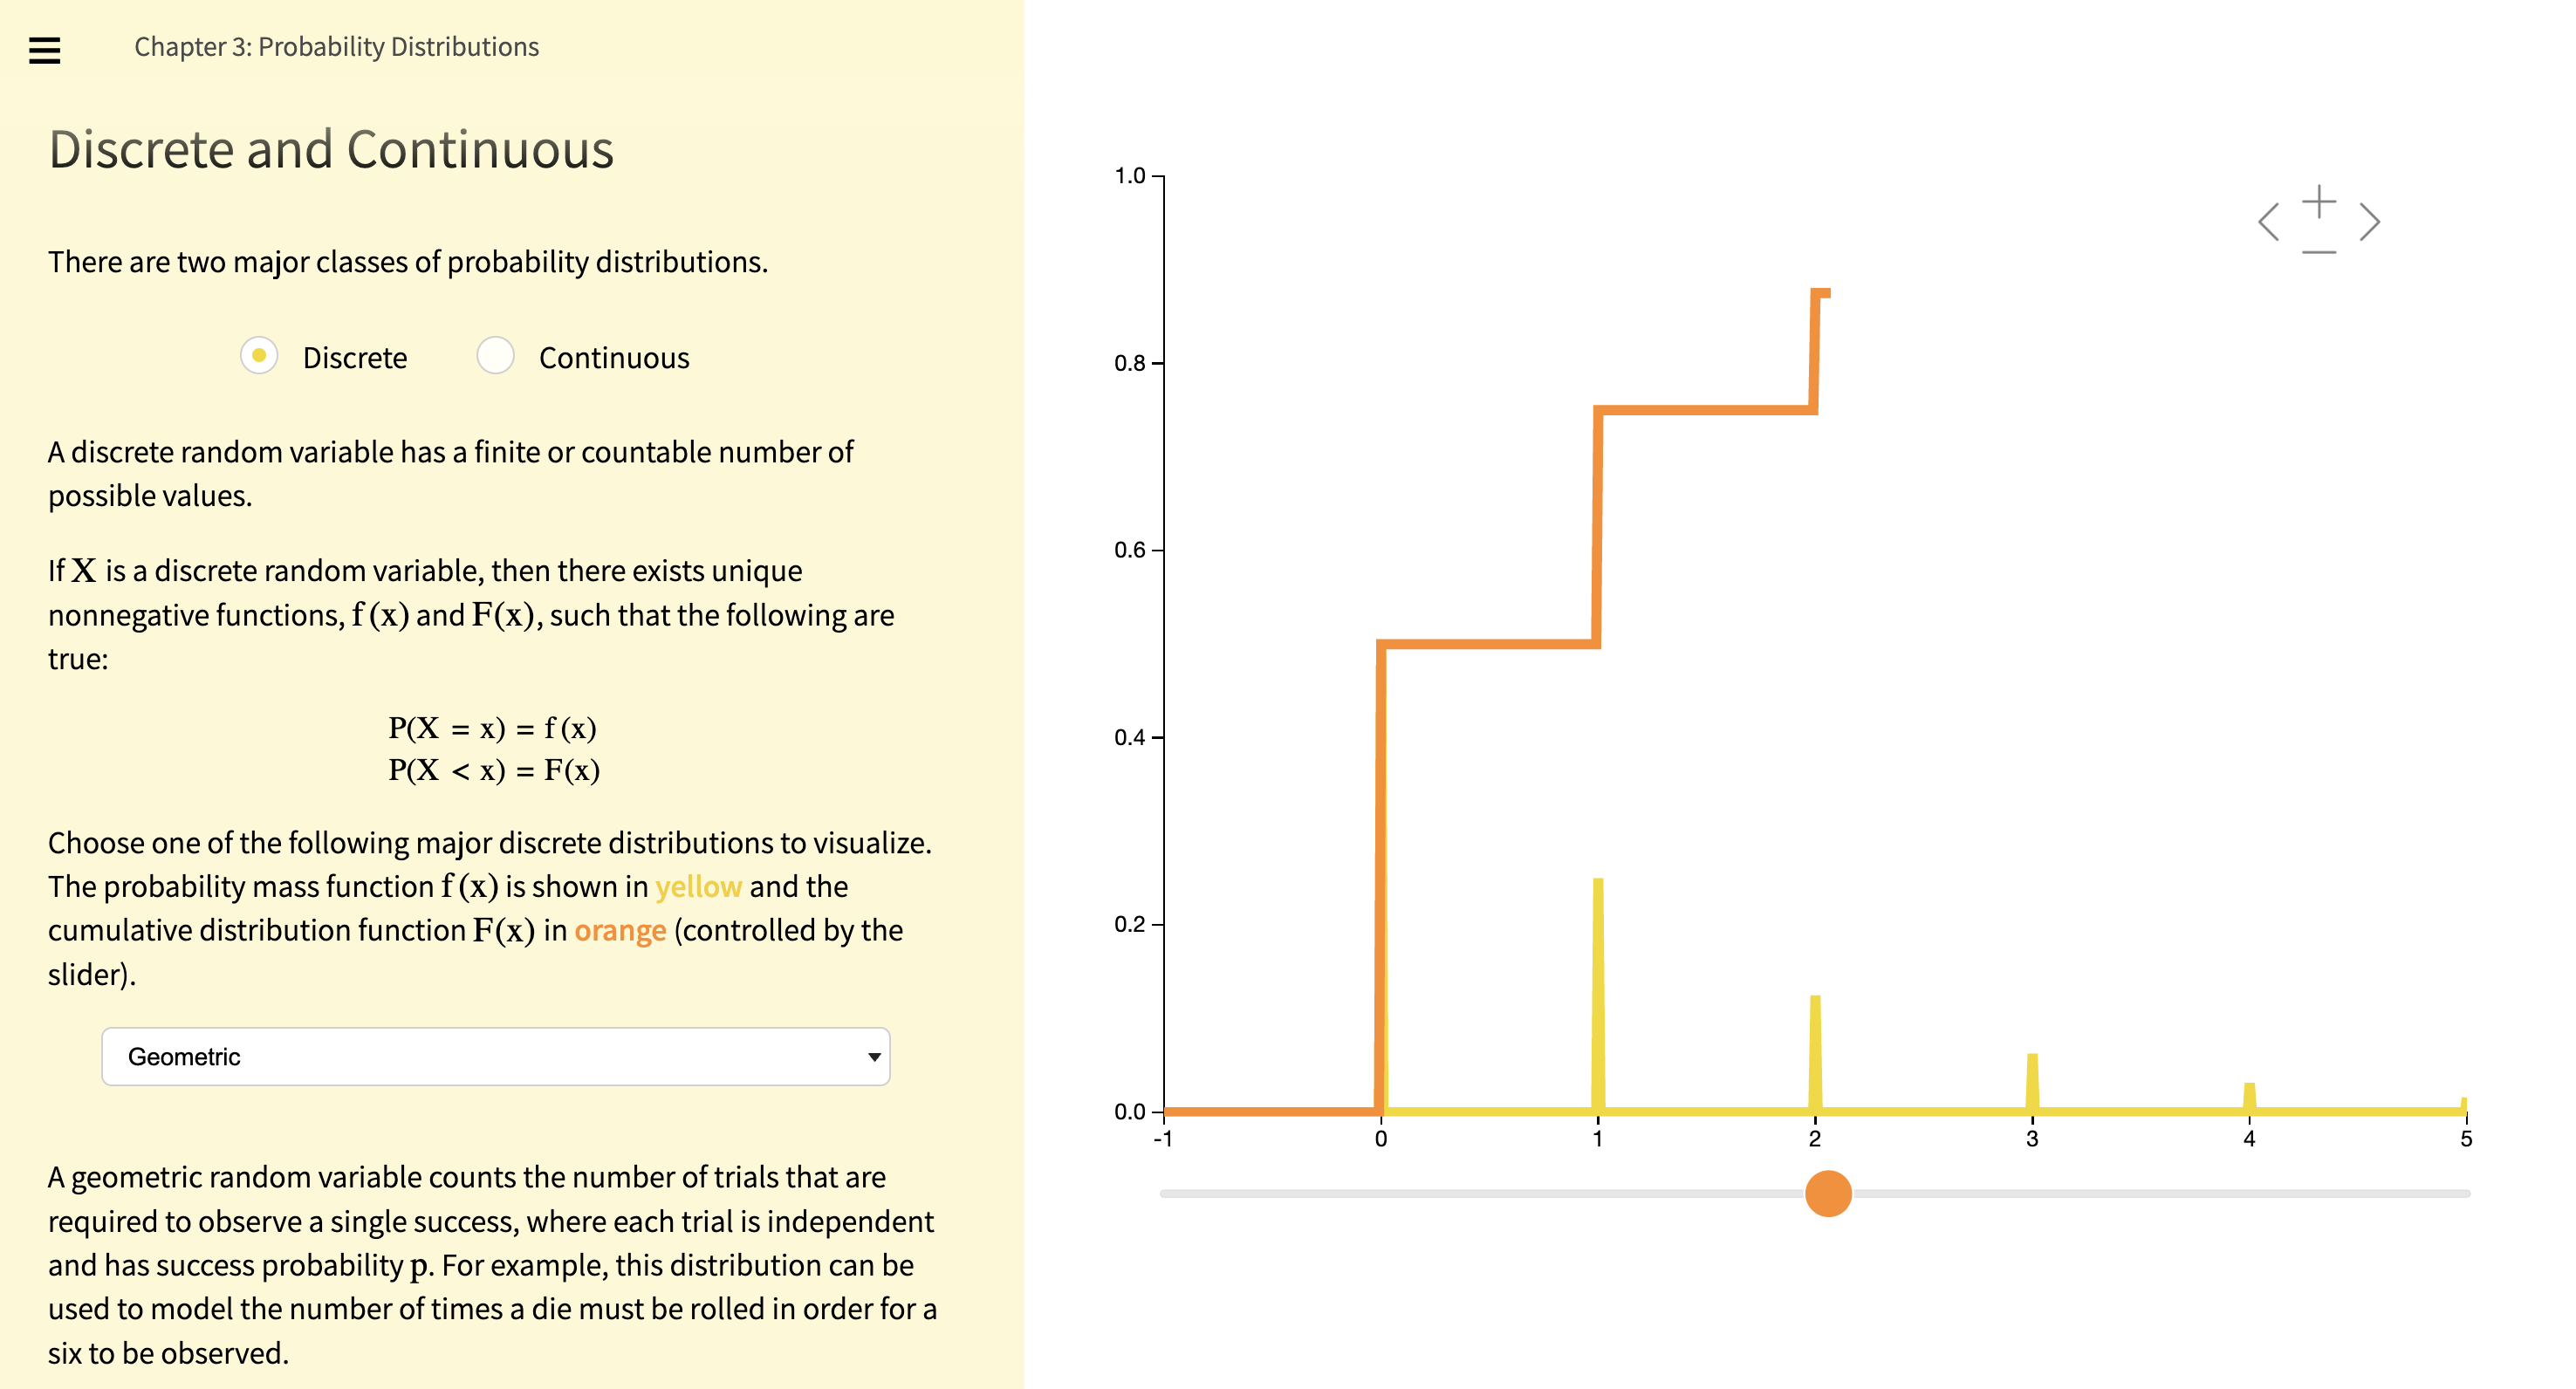 Chapter 3: Probability Distributions
Discrete and Continuous
There are two major classes of probability distributions.
Discrete
Continuous
A discrete random variable has a finite or countable number of
possible values.
If X is a discrete random variable, then there exists unique
nonnegative functions, f (x) and F(x), such that the following are
true:
P(X = x) = f (x)
P(X < x) = F(x)
Choose one of the following major discrete distributions to visualize.
The probability mass function f (x) is shown in yellow and the
cumulative distribution function F(x) in orange (controlled by the
slider).
Geometric
A geometric random variable counts the number of trials that are
required to observe a single success, where each trial is independent
and has success probability p. For example, this distribution can be
used to model the number of times a die must be rolled in order for a
six to be observed.
1.0
0.8
0.6
0.4
0.2
0.0
-1 0 1 2 3 4 5